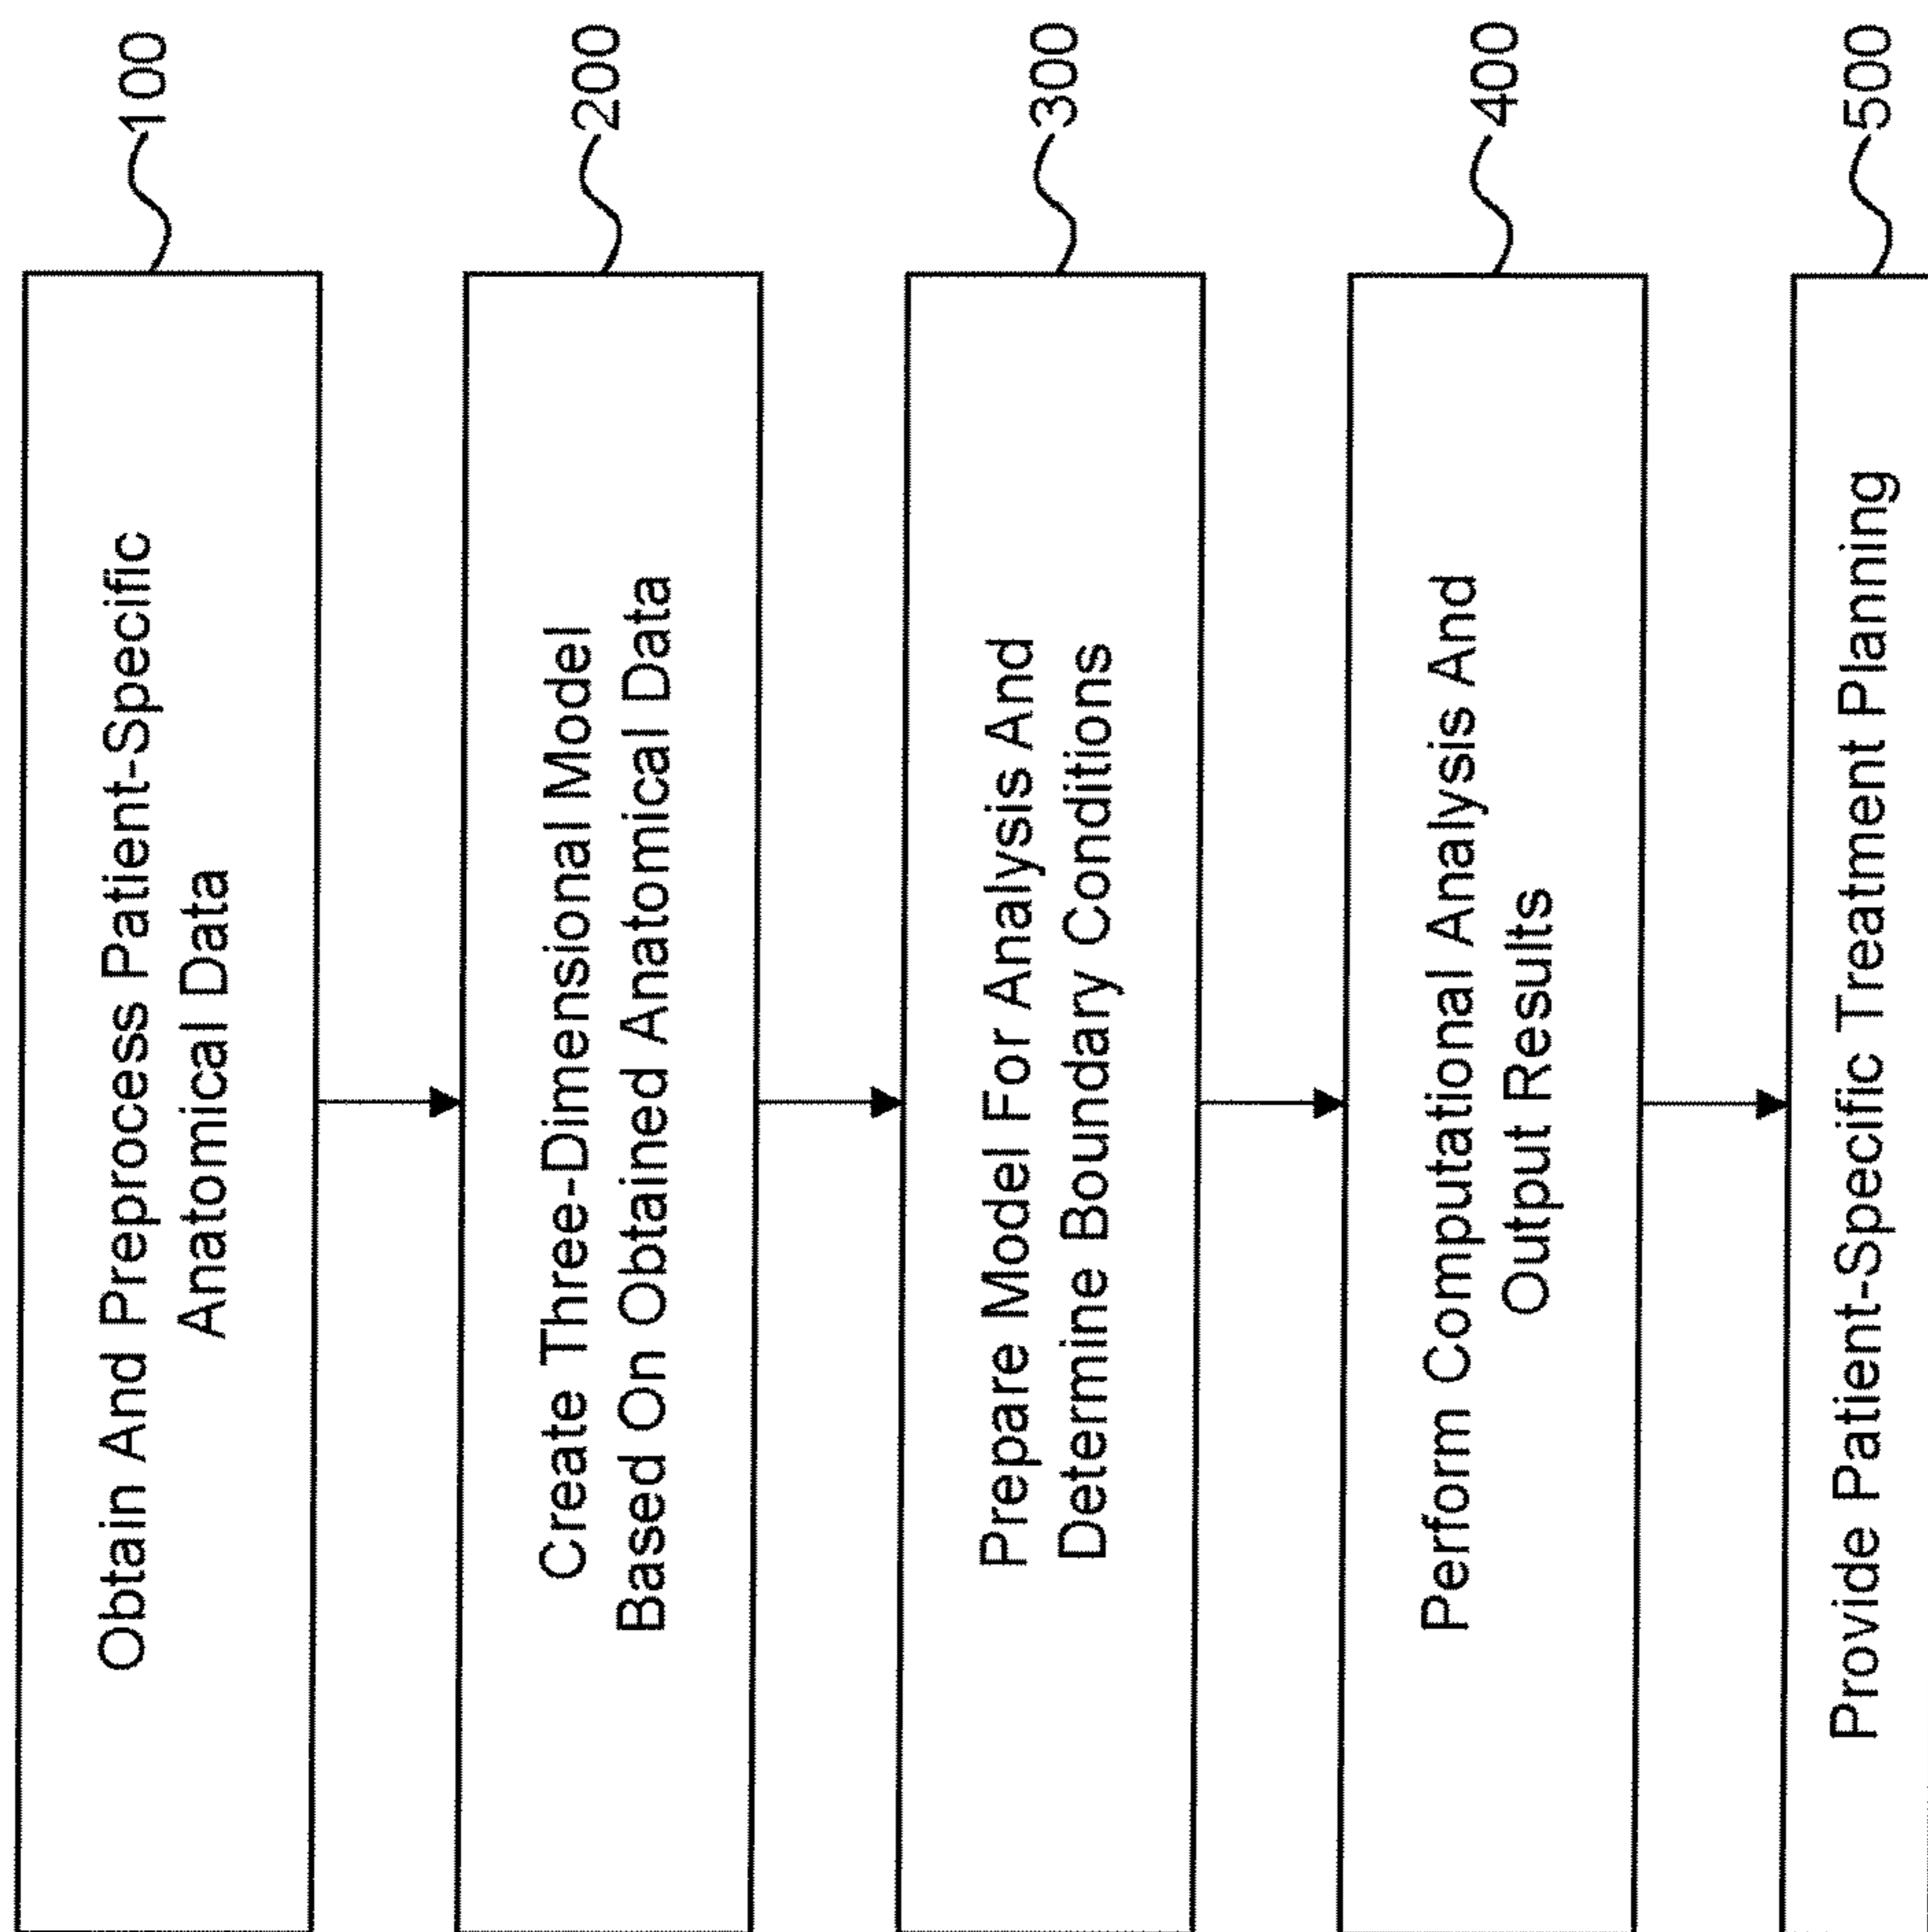 Obtain And Preprocess Patient-Specific
Anatomical Data
100
Create Three-Dimensional Model
Based On Obtained Anatomical Data
200
Prepare Model For Analysis And
Determine Boundary Conditions
300
Perform Computational Analysis And
Output Results
400
Provide Patient-Specific Treatment Planning
500